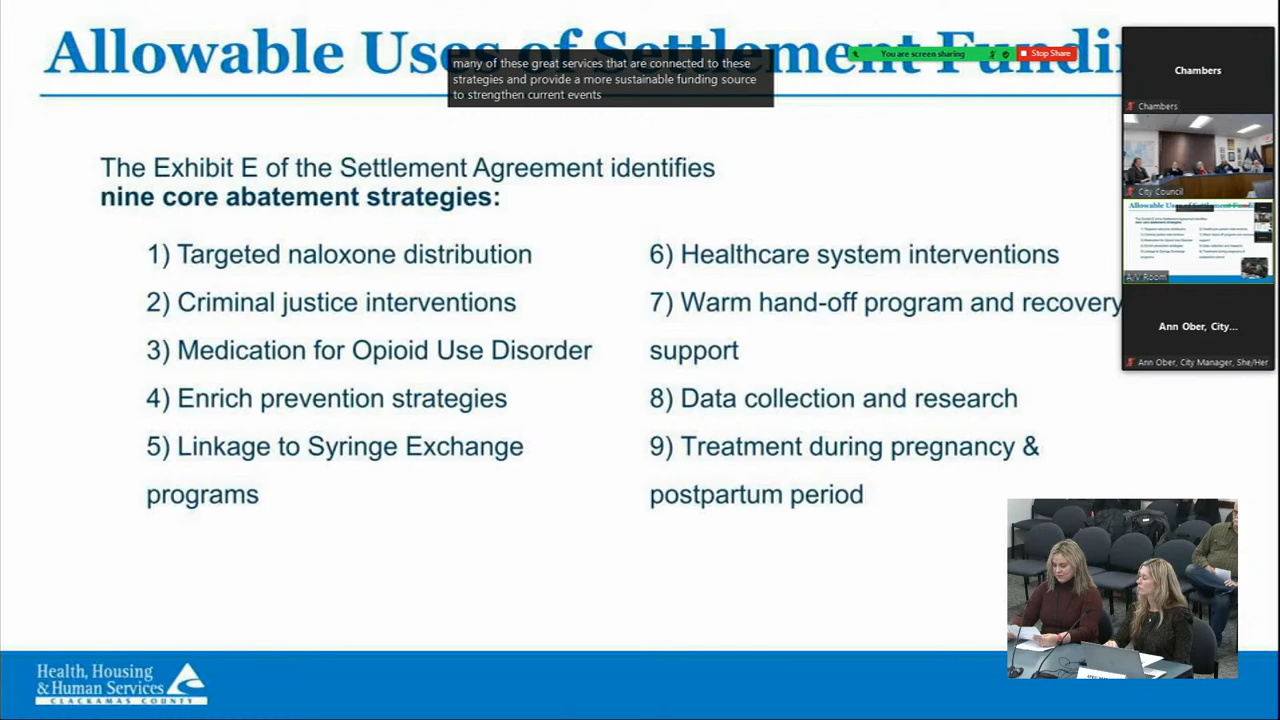 Allowable Uses of Settlement Fundin
many of these great services that are connected to these
strategies and provide a more sustainable funding source
to strengthen current events
You are screen sharing
Stop Share
The Exhibit E of the Settlement Agreement identifies
nine core abatement strategies:
1) Targeted naloxone distribution
2) Criminal justice interventions
3) Medication for Opioid Use Disorder
4) Enrich prevention strategies
5) Linkage to Syringe Exchange
programs
6) Healthcare system interventions
7) Warm hand-off program and recovery
support
8) Data collection and research
9) Treatment during pregnancy &
postpartum period
Chambers
Chambers
City Council
A/V Room
Ann Ober, City...
Ann Ober, City Manager, She/Her
Health, Housing
& Human Services
CLACKAMAS COUNTY